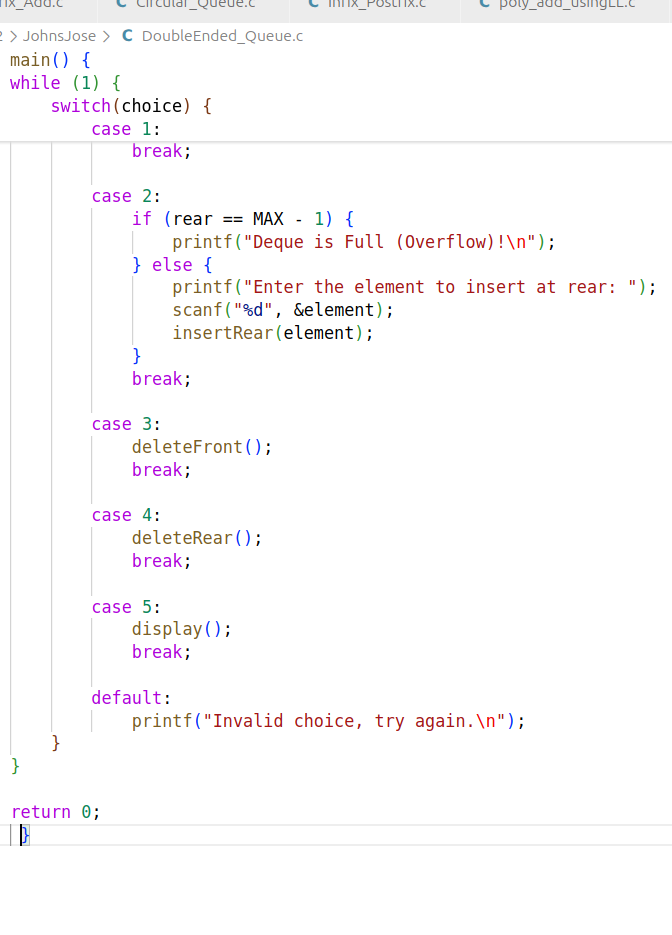 Circular_Queue.c
poly_add_usingLL.c
JohnsJose > C DoubleEnded_Queue.c
main() {
while (1) {
switch(choice) {
case 1:
break;
case 2:
if (rear == MAX - 1) {
printf("Deque is Full (Overflow)!\n");
} else {
printf("Enter the element to insert at rear: ");
scanf("%d", &element);
insertRear(element);
}
break;
case 3:
deleteFront();
break;
case 4:
deleteRear();
break;
case 5:
display();
break;
default:
printf("Invalid choice, try again.\n");
}
}
return 0;
}